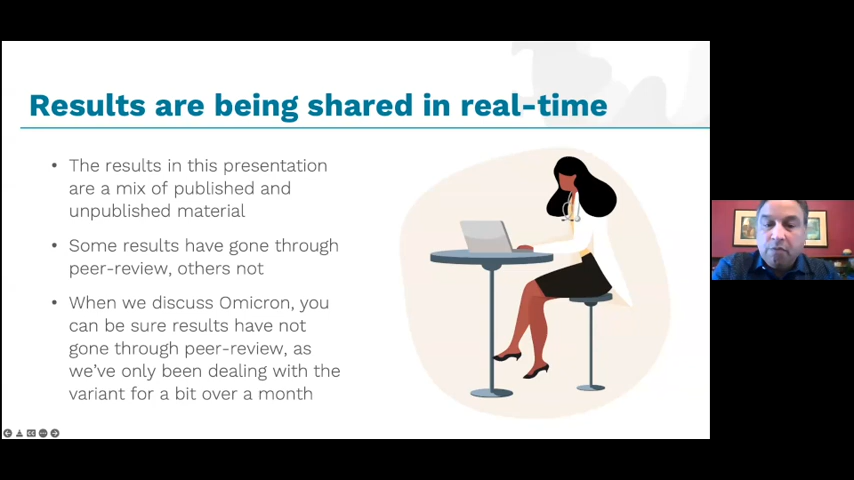 Results are being shared in real-time
• The results in this presentation
are a mix of published and
unpublished material
• Some results have gone through
peer-review, others not
• When we discuss Omicron, you
can be sure results have not
gone through peer-review, as
we've only been dealing with the
variant for a bit over a month